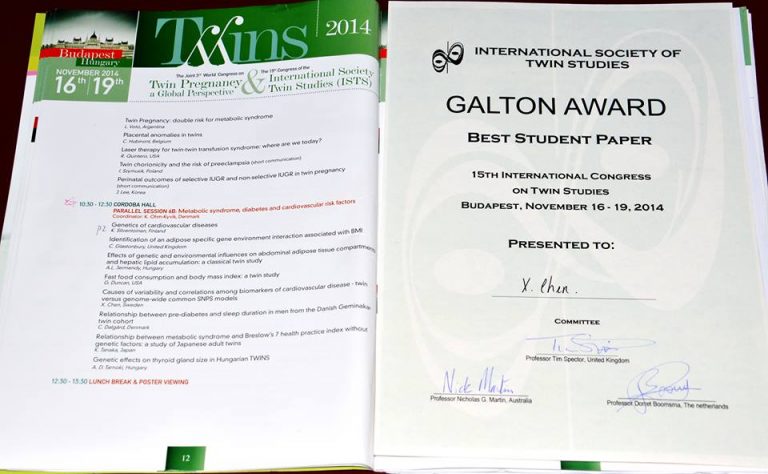 Budapest
Hungary
NOVEMBER 2014
16th 19th
Twins
2014
The Joint 3rd World Congress on
Twin Pregnancy
a Global Perspective
&
The 15th Congress of the
International Society
Twin Studies (ISTS)
Twin Pregnancy: double risk for metabolic syndrome
L. Voto, Argentina
Placental anomalies in twins
C. Hubinont, Belgium
Laser therapy for twin-twin transfusion syndrome: where are we today?
R. Quintero, USA
Twin chorionicity and the risk of preeclampsia (short communication)
I. Szymusik, Poland
Perinatal outcomes of selective IUGR and non-selective IUGR in twin pregnancy
(short communication)
J. Lee, Korea
10:30 - 12:30 CORDOBA HALL
PARALLEL SESSION 6B: Metabolic syndrome, diabetes and cardiovascular risk factors
Coordinator: K. Ohm-Kyvik, Denmark
Genetics of cardiovascular diseases
K. Silventoinen, Finland
Identification of an adipose specific gene environment interaction associated with BMI
C. Glastonbury, United Kingdom
Effects of genetic and environmental influences on abdominal adipose tissue compartments
and hepatic lipid accumulation: a classical twin study
A.L. Jermendy, Hungary
Fast food consumption and body mass index: a twin study
G. Duncan, USA
Causes of variability and correlations among biomarkers of cardiovascular disease - twin
versus genome-wide common SNPS models
X. Chen, Sweden
Relationship between pre-diabetes and sleep duration in men from the Danish Geminakar
twin cohort
C. Dalgård, Denmark
Relationship between metabolic syndrome and Breslow's 7 health practice index without
genetic factors: a study of Japanese adult twins
K. Tanaka, Japan
Genetic effects on thyroid gland size in Hungarian TWINS
A. D. Tarnoki, Hungary
12:30 - 13:30 LUNCH BREAK & POSTER VIEWING
12
INTERNATIONAL SOCIETY OF
TWIN STUDIES
GALTON AWARD
BEST STUDENT PAPER
15TH INTERNATIONAL CONGRESS
ON TWIN STUDIES
BUDAPEST, NOVEMBER 16 - 19, 2014
PRESENTED TO:
X. Chen.
COMMITTEE
Professor Tim Spector, United Kingdom
Nick Martin
Professor Nicholas G. Martin, Australia
Professor Dorret Boomsma, The netherlands